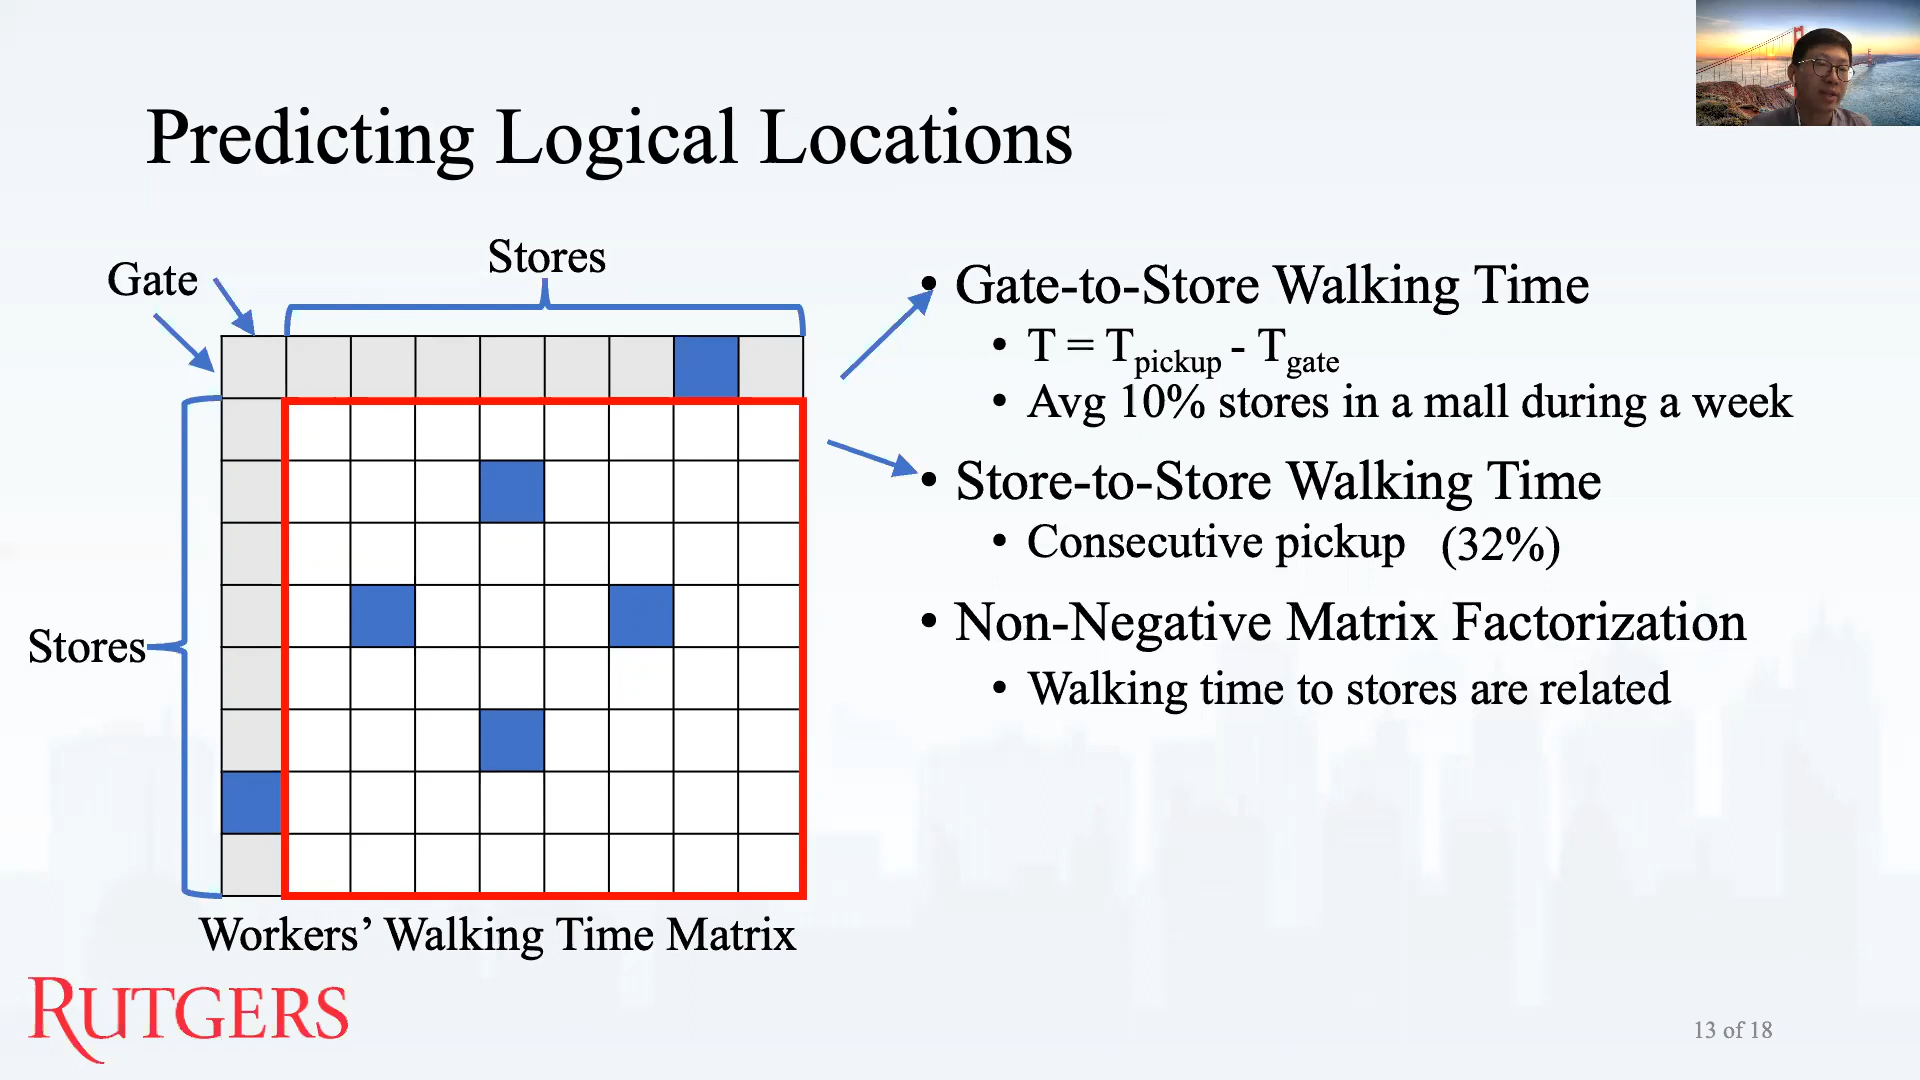 Predicting Logical Locations
Stores
Gate
Stores
Workers’ Walking Time Matrix
• Gate-to-Store Walking Time
• T = Tpickup - Tgate
• Avg 10% stores in a mall during a week
• Store-to-Store Walking Time
• Consecutive pickup (32%)
• Non-Negative Matrix Factorization
• Walking time to stores are related
RUTGERS
13 of 18